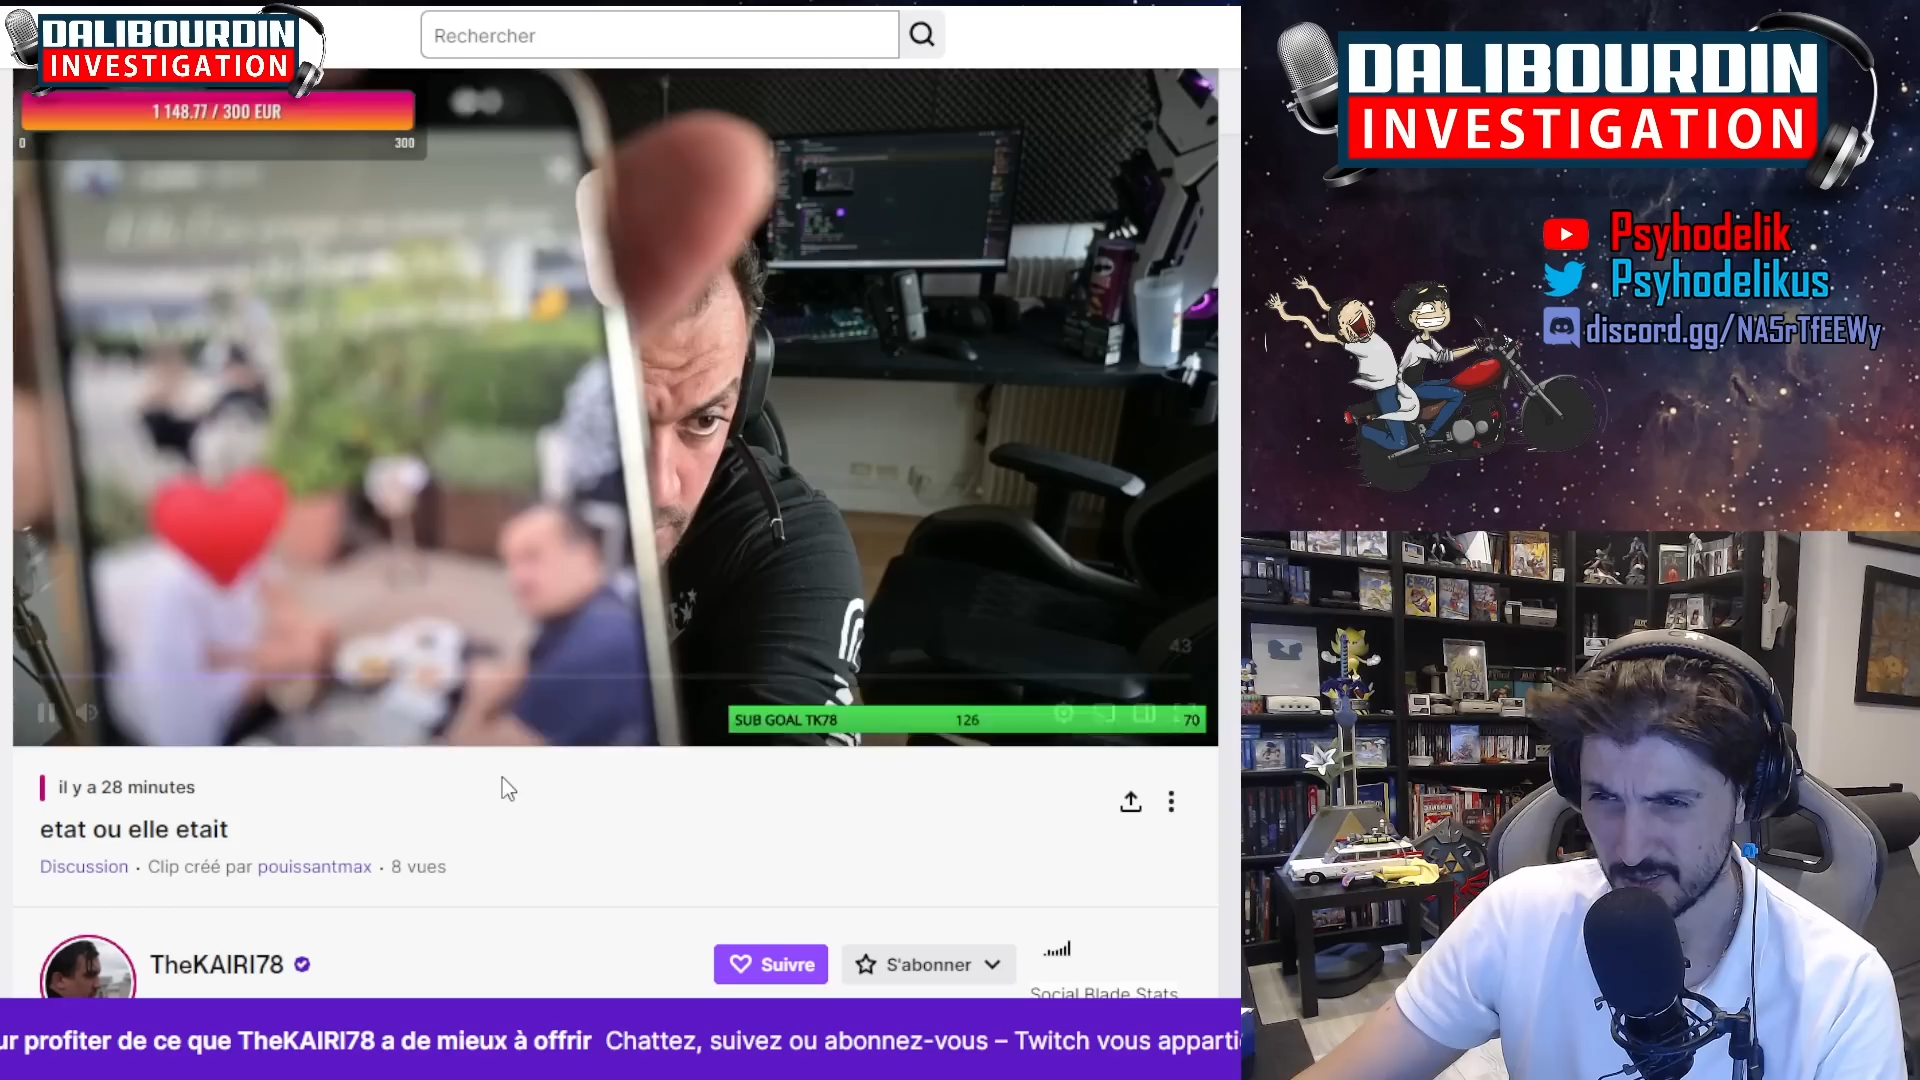 DALIBOURDIN
INVESTIGATION
Rechercher
1 148.77 / 300 EUR
0
300
SUB GOAL TK78
126
70
43
il y a 28 minutes
etat ou elle etait
Discussion · Clip créé par pouissantmax · 8 vues
TheKAIRI78
Suivre
S'abonner
Social Blade Stats
ur profiter de ce que TheKAIRI78 a de mieux à offrir Chattez, suivez ou abonnez-vous – Twitch vous apparti
DALIBOURDIN
INVESTIGATION
Psyhodelik
Psyhodelikus
discord.gg/NA5rTfEEWy